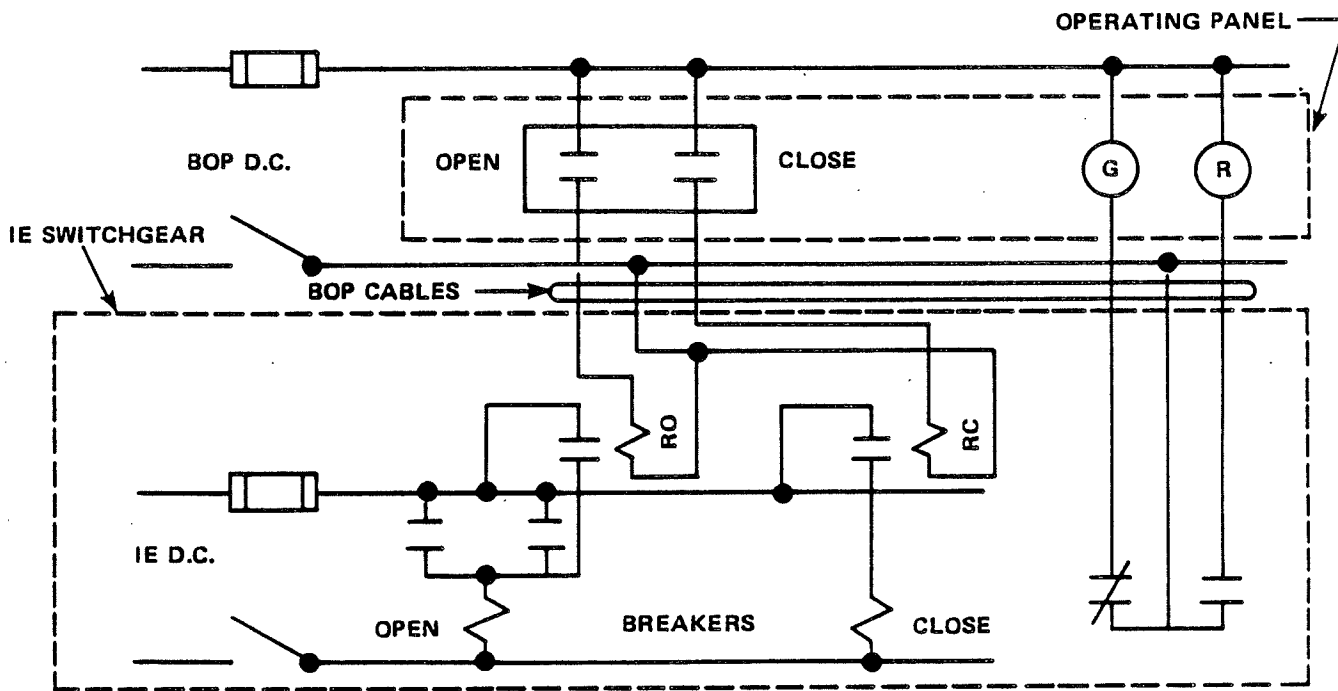 OPERATING PANEL
BOP D.C.
OPEN
CLOSE
G
R
IE SWITCHGEAR
BOP CABLES
RO
RC
IE D.C.
OPEN
BREAKERS
CLOSE